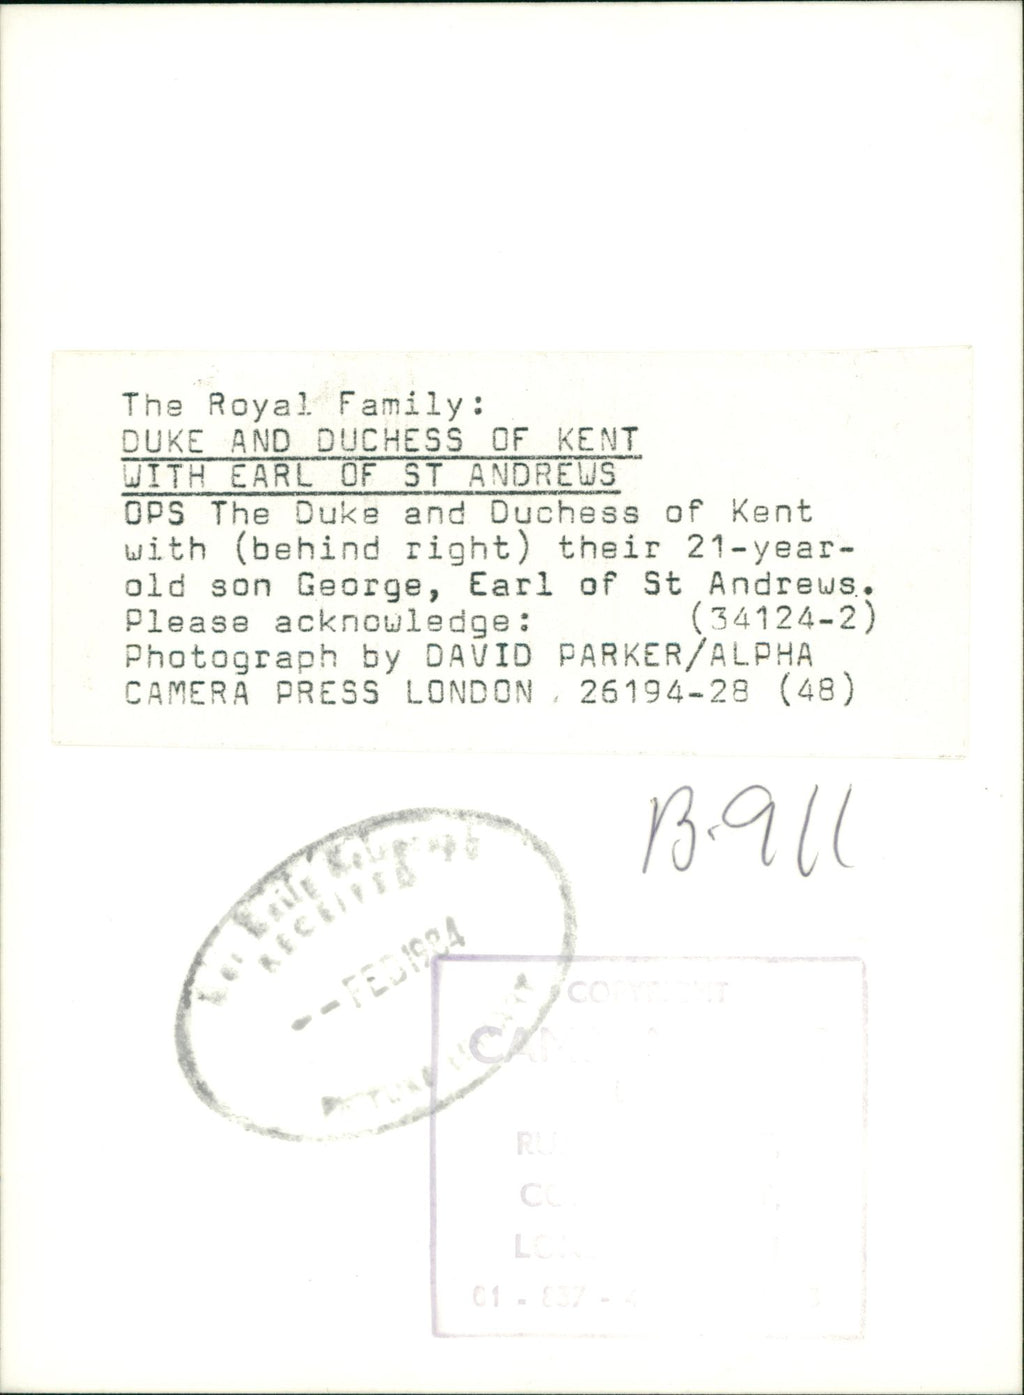 The Royal Family:
DUKE AND DUCHESS OF KENT
WITH EARL OF ST ANDREWS
OPS The Duke and Duchess of Kent
with (behind right) their 21-year-
old son George, Earl of St Andrews.
Please acknowledge: (34124-2)
Photograph by DAVID PARKER/ALPHA
CAMERA PRESS LONDON 26194-28 (48)
B.911
RECEIVED
-- FEB 1984
COPYRIGHT